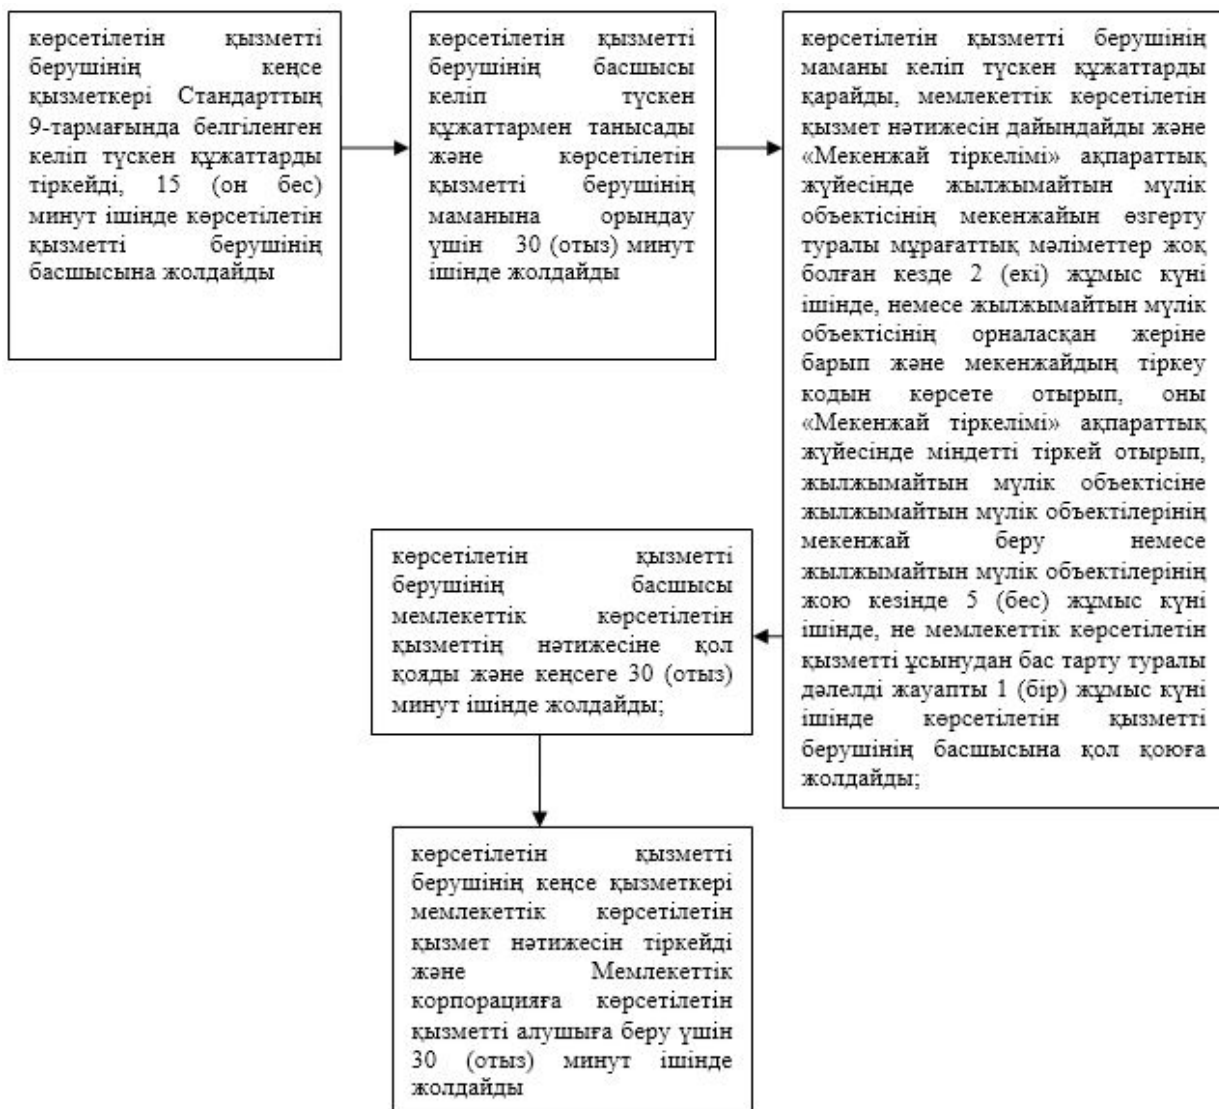 көрсетілетін қызметті
берушінің кеңсе
қызметкері Стандарттың
9-тармағында белгіленген
келіп түскен құжаттарды
тіркейді, 15 (он бес)
минут ішінде көрсетілетін
қызметті берушінің
басшысына жолдайды
көрсетілетін қызметті
берушінің басшысы
келіп түскен
құжаттармен танысады
және көрсетілетін
қызметті берушінің
маманына орындау
үшін 30 (отыз) минут
ішінде жолдайды
көрсетілетін қызметті берушінің
маманы келіп түскен құжаттарды
қарайды, мемлекеттік көрсетілетін
қызмет нәтижесін дайындайды және
«Мекенжай тіркелімі» ақпараттық
жүйесінде жылжымайтын мүлік
объектісінің мекенжайын өзгерту
туралы мұрағаттық мәліметтер жоқ
болған кезде 2 (екі) жұмыс күні
ішінде, немесе жылжымайтын мүлік
объектісінің орналасқан жеріне
барып және мекенжайдың тіркеу
кодын көрсете отырып, оны
«Мекенжай тіркелімі» ақпараттық
жүйесінде міндетті тіркей отырып,
жылжымайтын мүлік объектісіне
жылжымайтын мүлік объектілерінің
мекенжай беру немесе
жылжымайтын мүлік объектілерінің
жою кезінде 5 (бес) жұмыс күні
ішінде, не мемлекеттік көрсетілетін
қызметті ұсынудан бас тарту туралы
дәлелді жауапты 1 (бір) жұмыс күні
ішінде көрсетілетін қызметті
берушінің басшысына қол қоюға
жолдайды;
көрсетілетін қызметті
берушінің басшысы
мемлекеттік көрсетілетін
қызметтің нәтижесіне қол
қояды және кеңсеге 30 (отыз)
минут ішінде жолдайды;
көрсетілетін қызметті
берушінің кеңсе қызметкері
мемлекеттік көрсетілетін
қызмет нәтижесін тіркейді
және Мемлекеттік
корпорацияға көрсетілетін
қызметті алушыға беру үшін
30 (отыз) минут ішінде
жолдайды